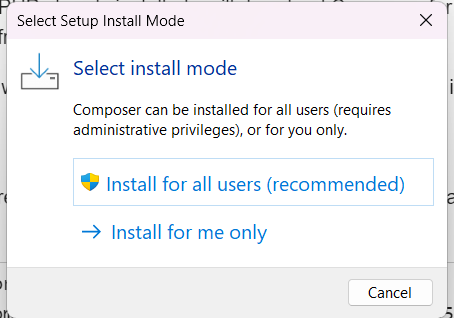 Select Setup Install Mode
Select install mode
Composer can be installed for all users (requires
administrative privileges), or for you only.
Install for all users (recommended)
Install for me only
Cancel